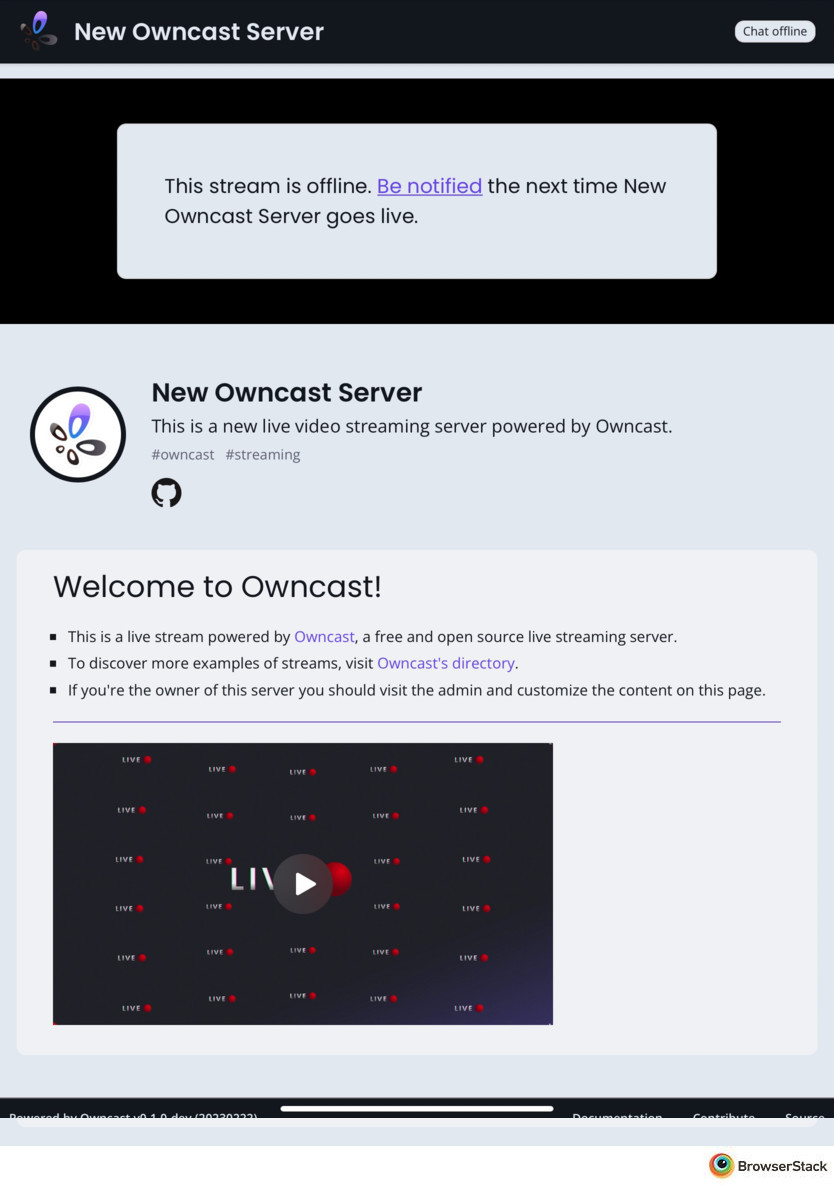 New Owncast Server
Chat offline
This stream is offline. Be notified the next time New
Owncast Server goes live.
New Owncast Server
This is a new live video streaming server powered by Owncast.
#owncast #streaming
Welcome to Owncast!
This is a live stream powered by Owncast, a free and open source live streaming server.
To discover more examples of streams, visit Owncast's directory.
If you're the owner of this server you should visit the admin and customize the content on this page.
LIVE LIVE LIVE LIVE LIVE
LIVE LIVE LIVE LIVE LIVE
LIVE LIVE LIVE LIVE
LIV
LIVE LIVE LIVE LIVE
LIVE LIVE LIVE LIVE LIVE
LIVE LIVE LIVE LIVE LIVE
Powered by Owncast v0.1.0-dev (20230222) Documentation Contribute Source
BrowserStack